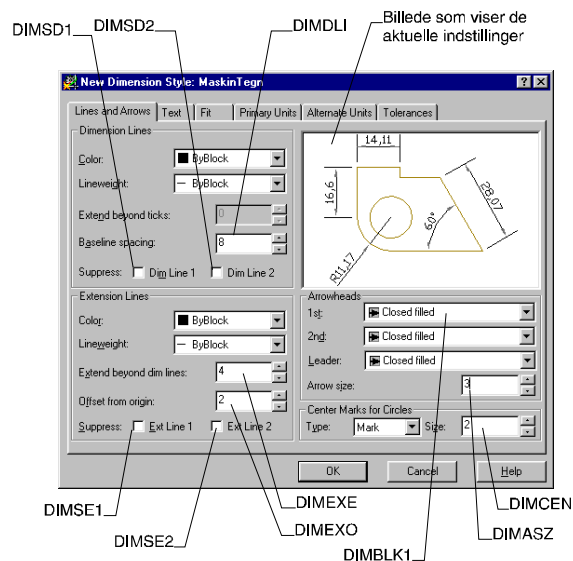 DIMSD1
DIMSD2
DIMDLI
Billede som viser de
aktuelle indstillinger
New Dimension Style: MaskinTegn
Lines and Arrows Text Fit Primary Units Alternate Units Tolerances
Dimension Lines
Color: ByBlock
Lineweight: ByBlock
Extend beyond ticks: 0
Baseline spacing: 8
Suppress: Dim Line 1 Dim Line 2
14,11
16,6
28,07
60°
R11,17
Extension Lines
Color: ByBlock
Lineweight: ByBlock
Extend beyond dim lines: 4
Offset from origin: 2
Suppress: Ext Line 1 Ext Line 2
Arrowheads
1st: Closed filled
2nd: Closed filled
Leader: Closed filled
Arrow size: 3
Center Marks for Circles
Type: Mark Size: 2
OK Cancel Help
DIMSE1
DIMSE2
DIMEXE
DIMEXO
DIMBLK1
DIMCEN
DIMASZ